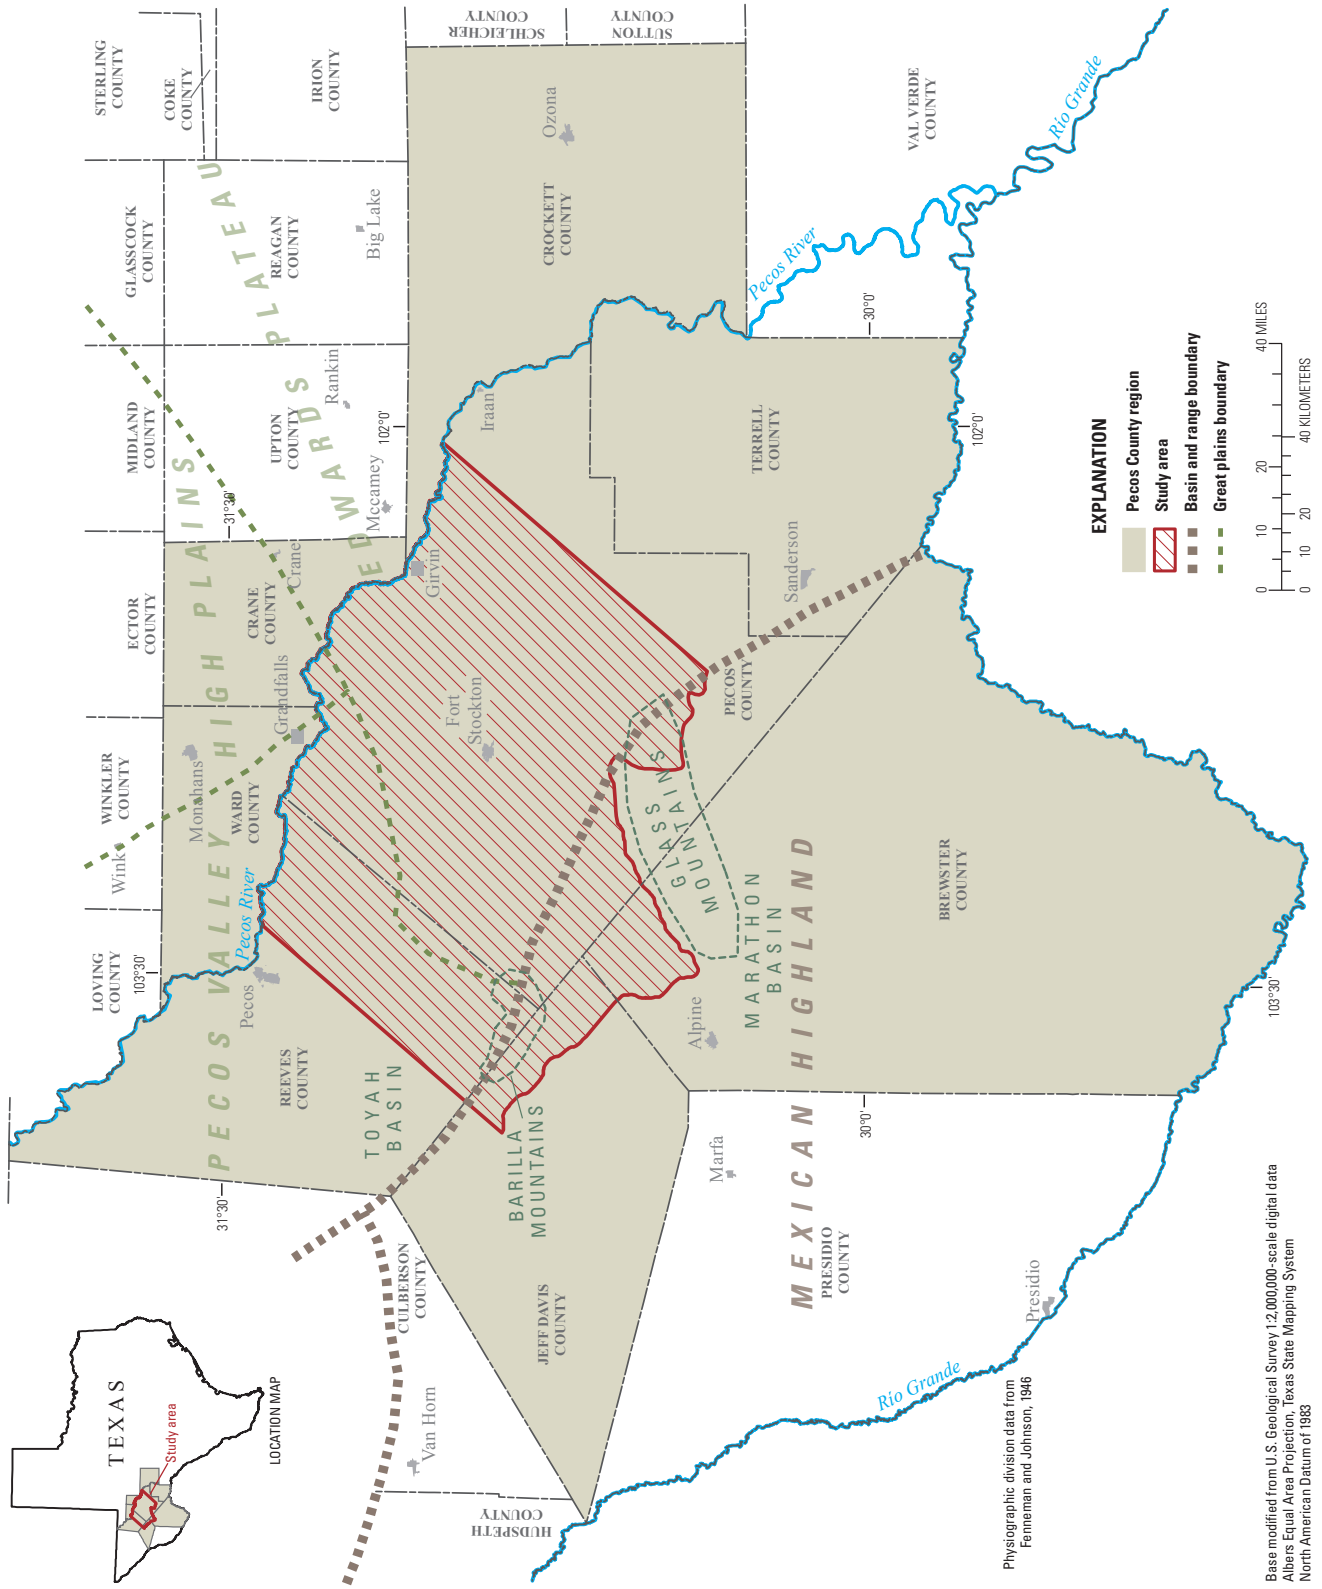 TEXAS
Study area
LOCATION MAP
STERLING
COUNTY
COKE
COUNTY
IRION
COUNTY
SCHLEICHER
COUNTY
SUTTON
COUNTY
GLASSCOCK
COUNTY
REAGAN
COUNTY
Big Lake
Ozona
CROCKETT
COUNTY
VAL VERDE
COUNTY
Rio Grande
Pecos River
MIDLAND
COUNTY
UPTON
COUNTY
Rankin
Mccamey
102°0'
31°30'
EDWARDS PLATEAU
Iraan
TERRELL
COUNTY
Sanderson
30°0'
102°0'
ECTOR
COUNTY
CRANE
COUNTY
Crane
Girvin
PECOS VALLEY HIGH PLAINS
WINKLER
COUNTY
Wink
Monahans
WARD
COUNTY
Grandfalls
Fort
Stockton
PECOS
COUNTY
GLASS
MOUNTAINS
LOVING
COUNTY
103°30'
Pecos River
Pecos
REEVES
COUNTY
TOYAH
BASIN
BARILLA
MOUNTAINS
Alpine
MARATHON
BASIN
MEXICAN HIGHLAND
BREWSTER
COUNTY
103°30'
31°30'
CULBERSON
COUNTY
JEFF DAVIS
COUNTY
Van Horn
HUDSPETH
COUNTY
Marfa
PRESIDIO
COUNTY
30°0'
Presidio
Rio Grande
EXPLANATION
Pecos County region
Study area
Basin and range boundary
Great plains boundary
0 10 20 40 MILES
0 10 20 40 KILOMETERS
Physiographic division data from
Fenneman and Johnson, 1946
Base modified from U.S. Geological Survey 1:2,000,000-scale digital data
Albers Equal Area Projection, Texas State Mapping System
North American Datum of 1983